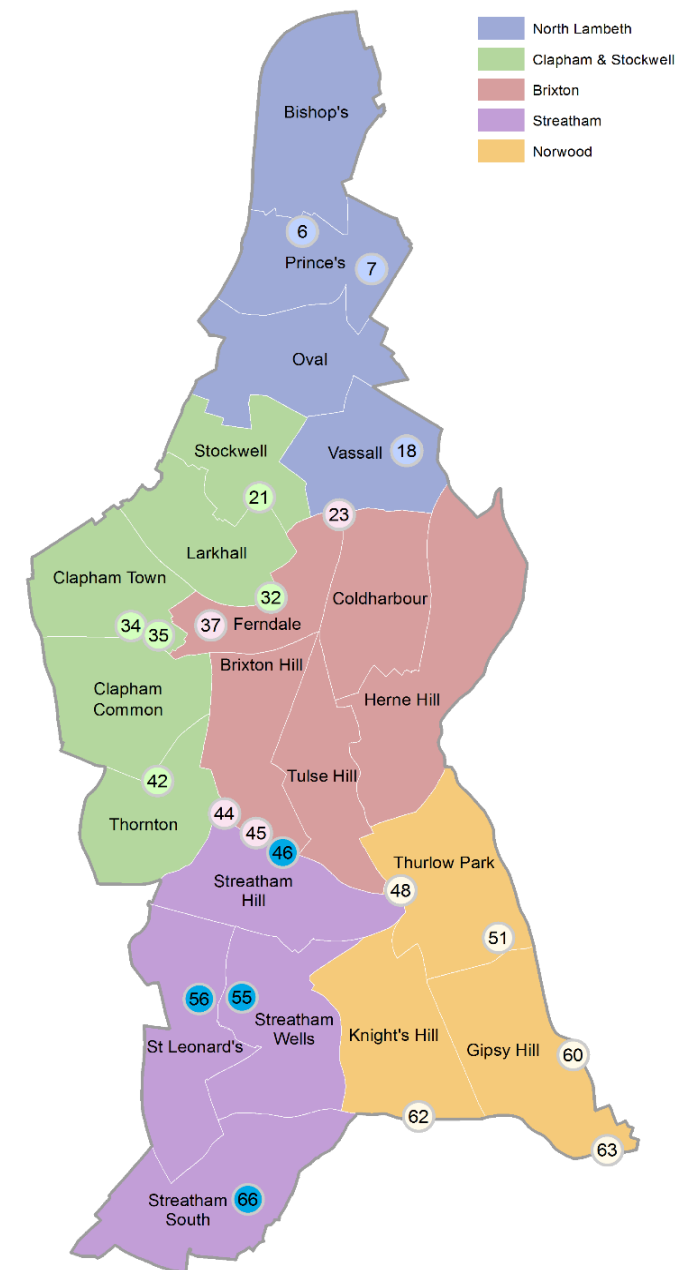 North Lambeth
Clapham & Stockwell
Brixton
Streatham
Norwood
Bishop's
6
Prince's
7
Oval
Stockwell
Vassall
18
21
23
Larkhall
Clapham Town
32
Coldharbour
34
35
37
Ferndale
Brixton Hill
Clapham
Common
Herne Hill
42
Tulse Hill
Thornton
44
45
46
Thurlow Park
Streatham
Hill
48
51
56
55
Streatham
Wells
St Leonard's
Knight's Hill
Gipsy Hill
60
62
63
Streatham
South
66